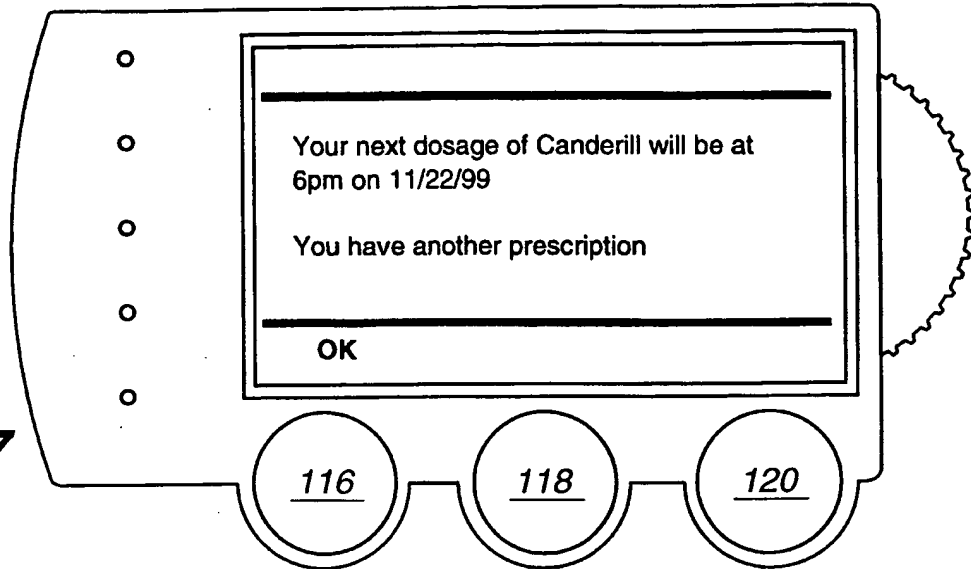 Your next dosage of Canderill will be at
6pm on 11/22/99
You have another prescription
OK
116
118
120